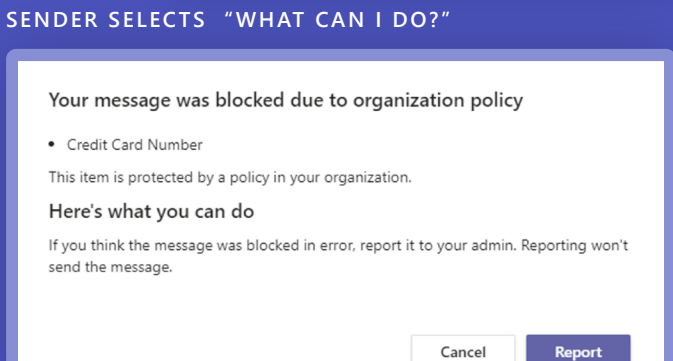 SENDER SELECTS “WHAT CAN I DO?”
Your message was blocked due to organization policy
• Credit Card Number
This item is protected by a policy in your organization.
Here's what you can do
If you think the message was blocked in error, report it to your admin. Reporting won't
send the message.
Cancel Report